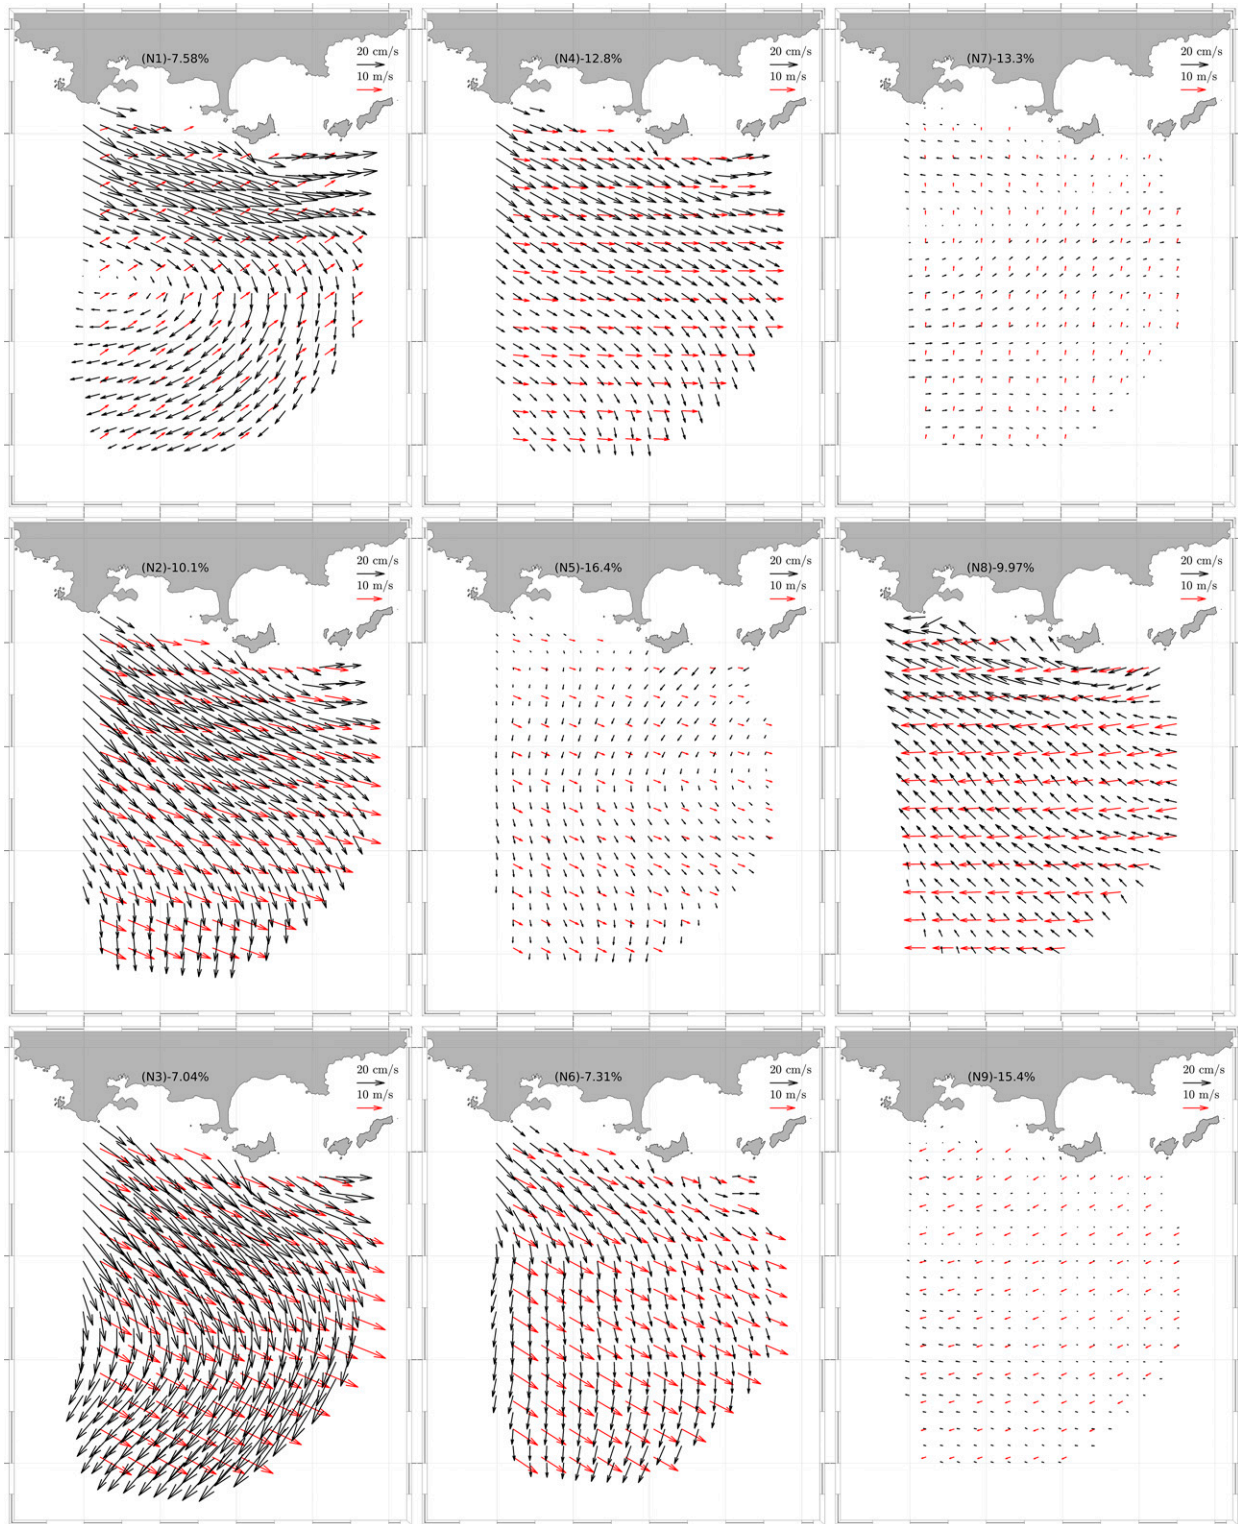 (N1)-7.58%
20 cm/s
10 m/s
(N4)-12.8%
20 cm/s
10 m/s
(N7)-13.3%
20 cm/s
10 m/s
(N2)-10.1%
20 cm/s
10 m/s
(N5)-16.4%
20 cm/s
10 m/s
(N8)-9.97%
20 cm/s
10 m/s
(N3)-7.04%
20 cm/s
10 m/s
(N6)-7.31%
20 cm/s
10 m/s
(N9)-15.4%
20 cm/s
10 m/s